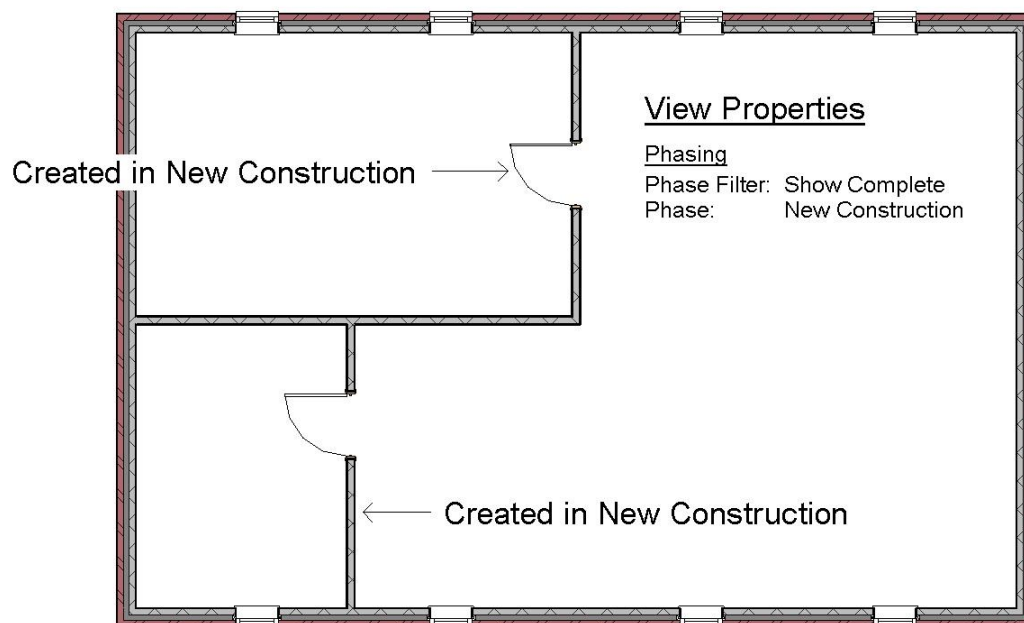 View Properties
Phasing
Phase Filter: Show Complete
Phase: New Construction
Created in New Construction
Created in New Construction